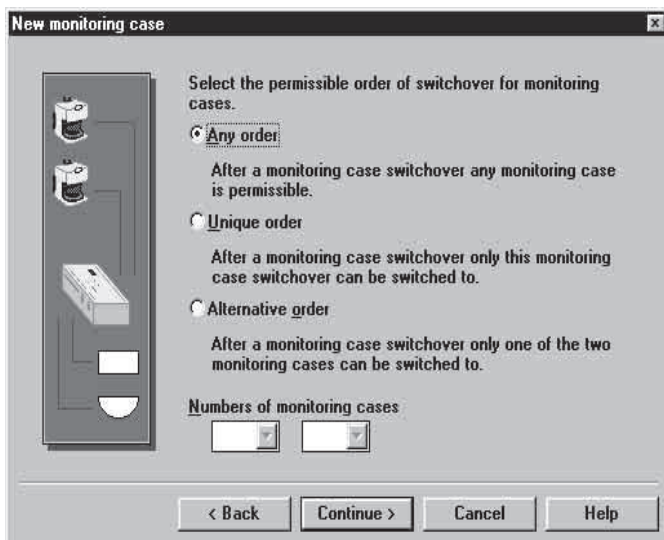 New monitoring case
Select the permissible order of switchover for monitoring
cases.
Any order
After a monitoring case switchover any monitoring case
is permissible.
Unique order
After a monitoring case switchover only this monitoring
case switchover can be switched to.
Alternative order
After a monitoring case switchover only one of the two
monitoring cases can be switched to.
Numbers of monitoring cases
< Back Continue > Cancel Help